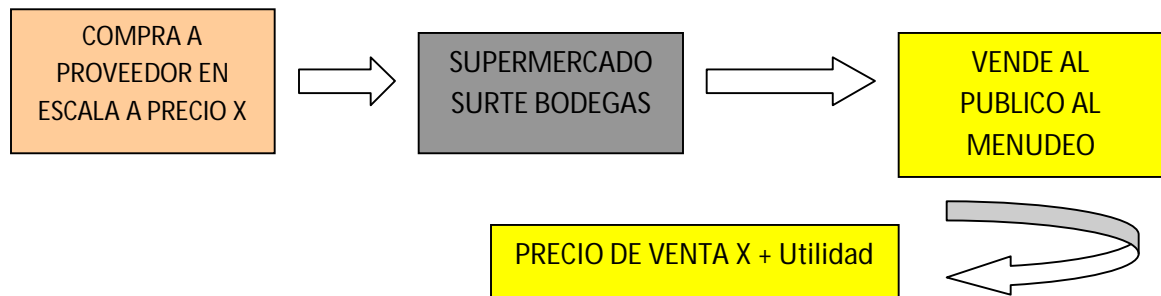 COMPRA A
PROVEEDOR EN
ESCALA A PRECIO X
SUPERMERCADO
SURTE BODEGAS
VENDE AL
PUBLICO AL
MENUDEO
PRECIO DE VENTA X + Utilidad